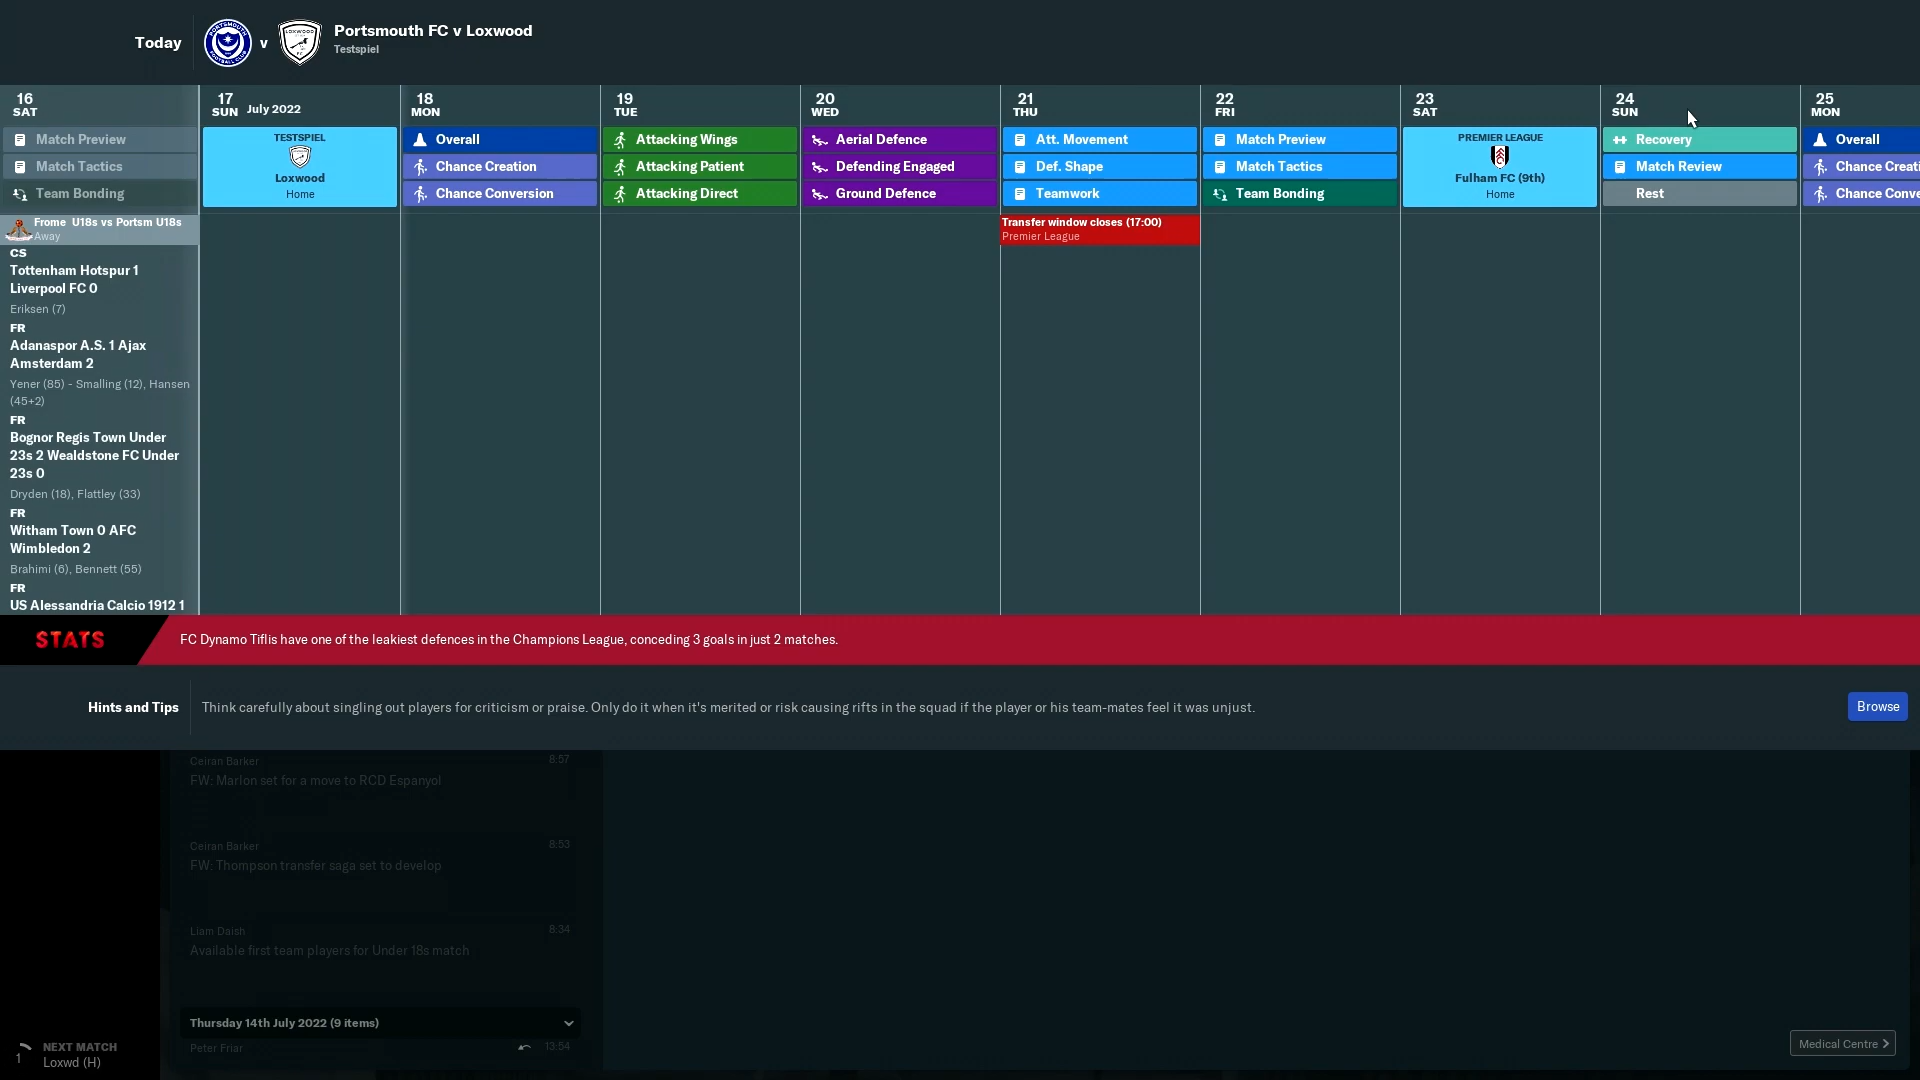 Today
v
Portsmouth FC v Loxwood
Testspiel
16
SAT
17
SUN July 2022
18
MON
19
TUE
20
WED
21
THU
22
FRI
23
SAT
24
SUN
25
MON
Match Preview
Match Tactics
Team Bonding
TESTSPIEL
Loxwood
Home
Overall
Chance Creation
Chance Conversion
Attacking Wings
Attacking Patient
Attacking Direct
Aerial Defence
Defending Engaged
Ground Defence
Att. Movement
Def. Shape
Teamwork
Match Preview
Match Tactics
Team Bonding
PREMIER LEAGUE
Fulham FC (9th)
Home
Recovery
Match Review
Rest
Overall
Chance Creati
Chance Conve
Frome U18s vs Portsm U18s
Away
Transfer window closes (17:00)
Premier League
CS
Tottenham Hotspur 1
Liverpool FC 0
Eriksen (7)
FR
Adanaspor A.S. 1 Ajax
Amsterdam 2
Yener (85) - Smalling (12), Hansen
(45+2)
FR
Bognor Regis Town Under
23s 2 Wealdstone FC Under
23s 0
Dryden (18), Flattley (33)
FR
Witham Town 0 AFC
Wimbledon 2
Brahimi (6), Bennett (55)
FR
US Alessandria Calcio 1912 1
STATS
FC Dynamo Tiflis have one of the leakiest defences in the Champions League, conceding 3 goals in just 2 matches.
Hints and Tips
Think carefully about singling out players for criticism or praise. Only do it when it's merited or risk causing rifts in the squad if the player or his team-mates feel it was unjust.
Browse
Ceiran Barker 8:57
FW: Marlon set for a move to RCD Espanyol
Ceiran Barker 8:53
FW: Thompson transfer saga set to develop
Liam Daish 8:34
Available first team players for Under 18s match
Thursday 14th July 2022 (9 items)
Peter Friar 13:54
1
NEXT MATCH
Loxwd (H)
Medical Centre